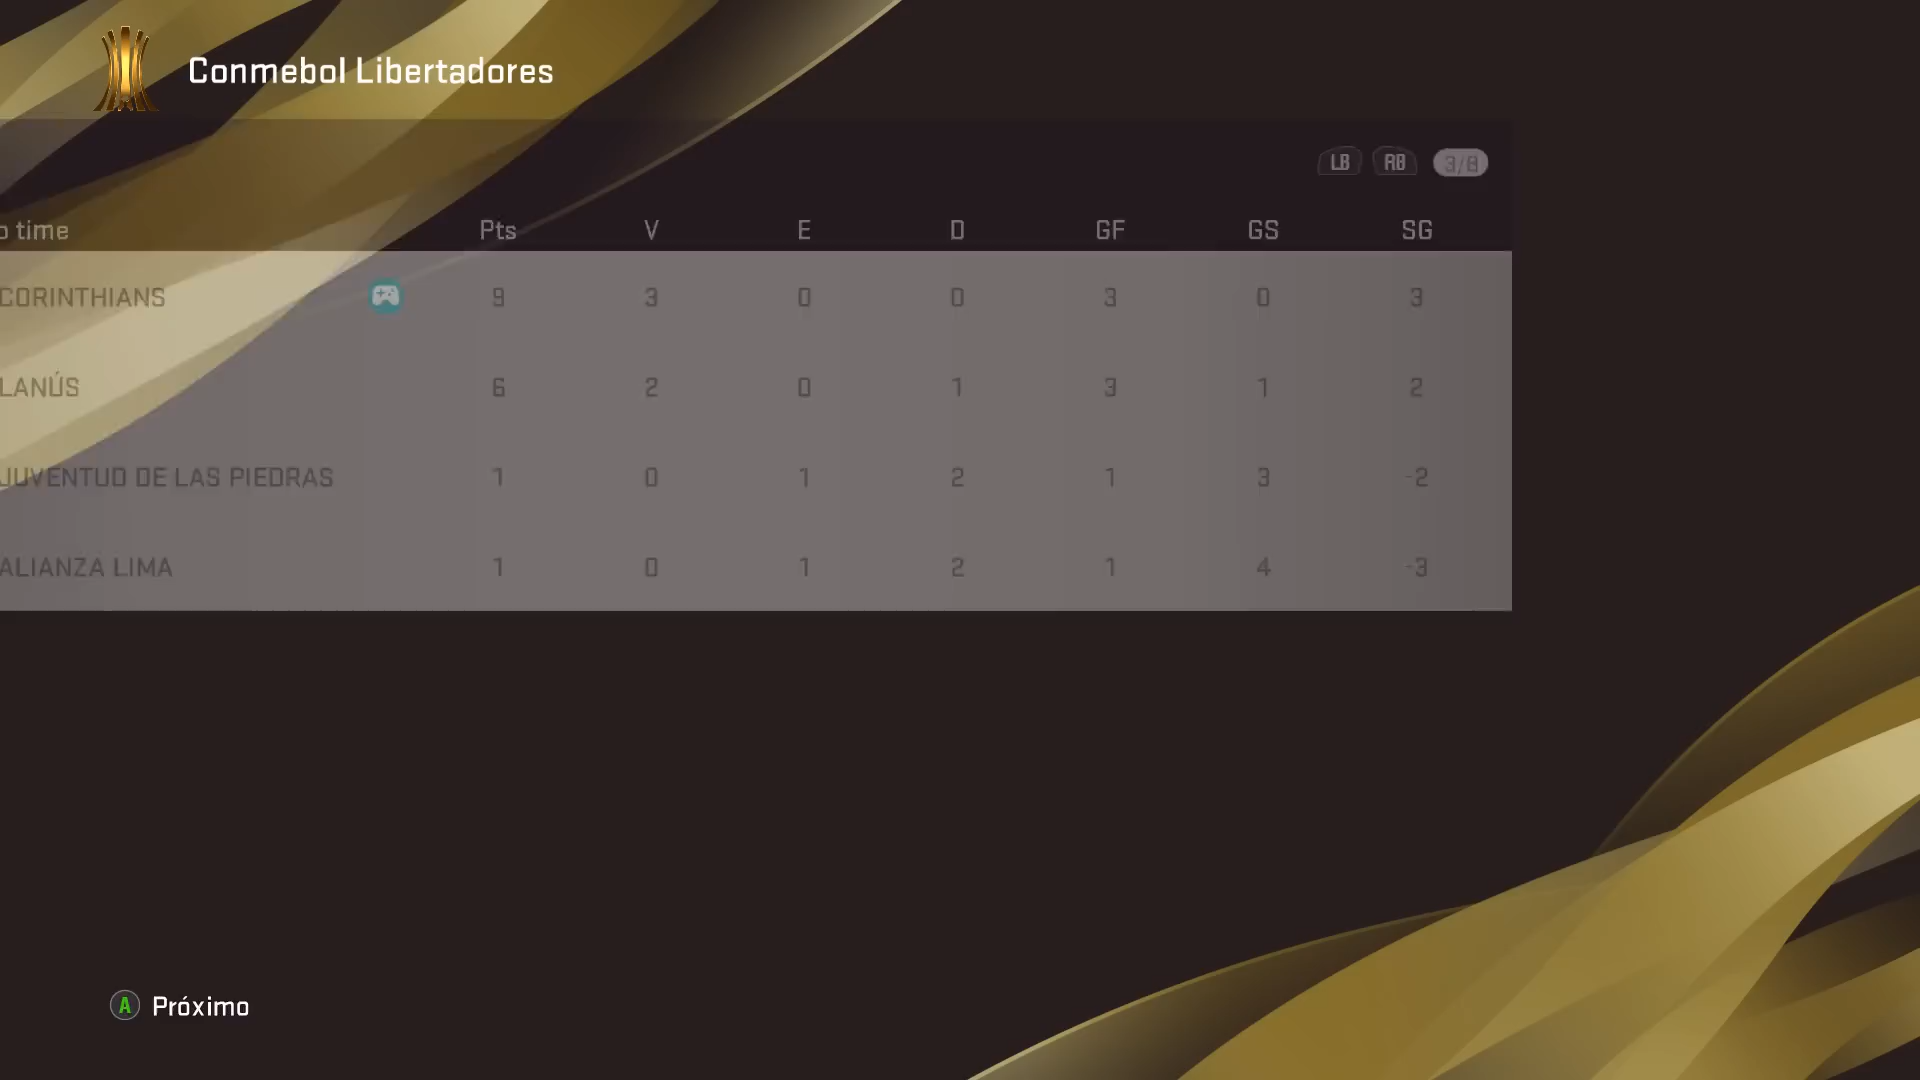 Conmebol Libertadores
LB RB 3/8
o time Pts V E D GF GS SG
CORINTHIANS 9 3 0 0 3 0 3
LANÚS 6 2 0 1 3 1 2
JUVENTUD DE LAS PIEDRAS 1 0 1 2 1 3 -2
ALIANZA LIMA 1 0 1 2 1 4 -3
A Próximo